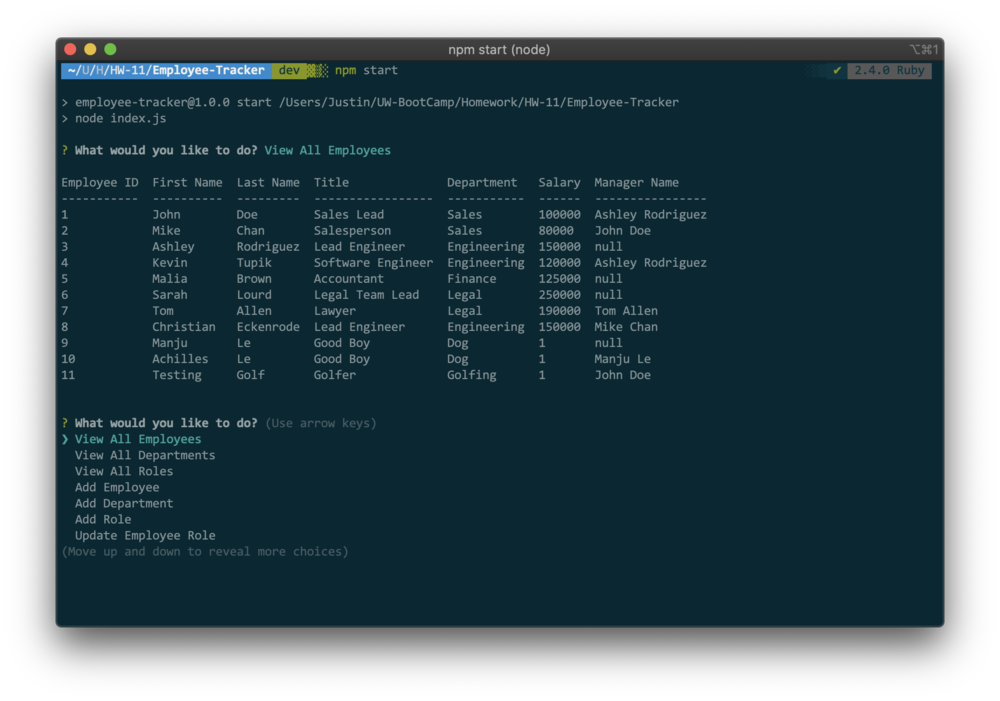 npm start (node)
⌥⌘1
~/U/H/HW-11/Employee-Tracker dev npm start ✔ 2.4.0 Ruby
> employee-tracker@1.0.0 start /Users/Justin/UW-BootCamp/Homework/HW-11/Employee-Tracker
> node index.js
? What would you like to do? View All Employees
Employee ID  First Name  Last Name  Title              Department   Salary  Manager Name
-----------  ----------  ---------  -----------------  -----------  ------  ----------------
1            John        Doe        Sales Lead         Sales        100000  Ashley Rodriguez
2            Mike        Chan       Salesperson        Sales        80000   John Doe
3            Ashley      Rodriguez  Lead Engineer      Engineering  150000  null
4            Kevin       Tupik      Software Engineer  Engineering  120000  Ashley Rodriguez
5            Malia       Brown      Accountant         Finance      125000  null
6            Sarah       Lourd      Legal Team Lead    Legal        250000  null
7            Tom         Allen      Lawyer             Legal        190000  Tom Allen
8            Christian   Eckenrode  Lead Engineer      Engineering  150000  Mike Chan
9            Manju       Le         Good Boy           Dog          1       null
10           Achilles    Le         Good Boy           Dog          1       Manju Le
11           Testing     Golf       Golfer             Golfing      1       John Doe
? What would you like to do? (Use arrow keys)
❯ View All Employees
View All Departments
View All Roles
Add Employee
Add Department
Add Role
Update Employee Role
(Move up and down to reveal more choices)